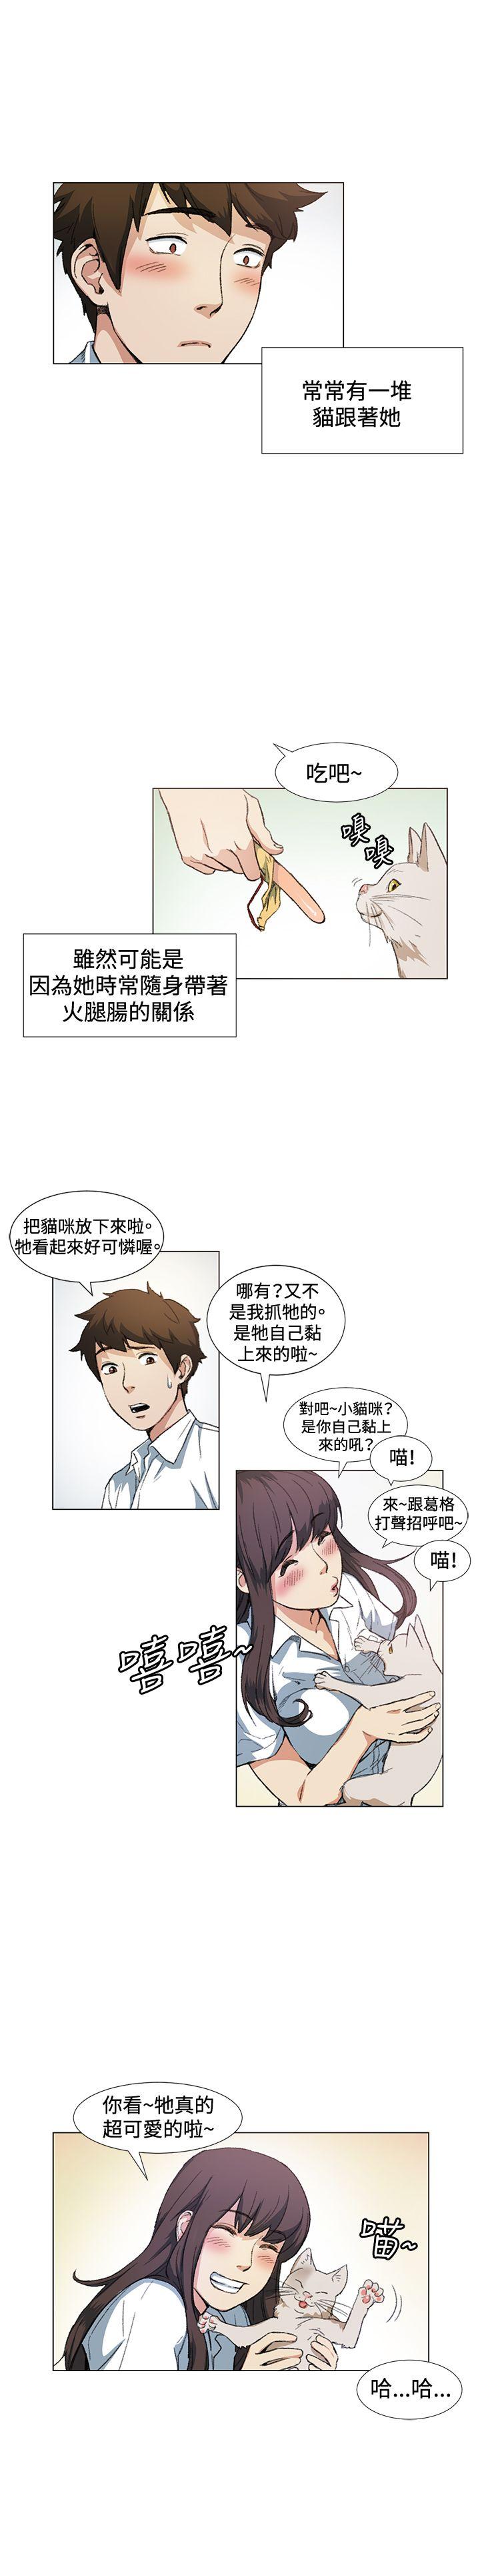 常常有一堆
貓跟著她
吃吧~
嗅嗅
雖然可能是
因為她時常隨身帶著
火腿腸的關係
把貓咪放下來啦。
牠看起來好可憐喔。
哪有？又不
是我抓牠的。
是牠自己黏
上來的啦~
對吧~小貓咪？
是你自己黏上
來的吼？
喵！
來~跟葛格
打聲招呼吧~
喵！
嘻嘻~
你看~牠真的
超可愛的啦~
喵~
哈...哈...